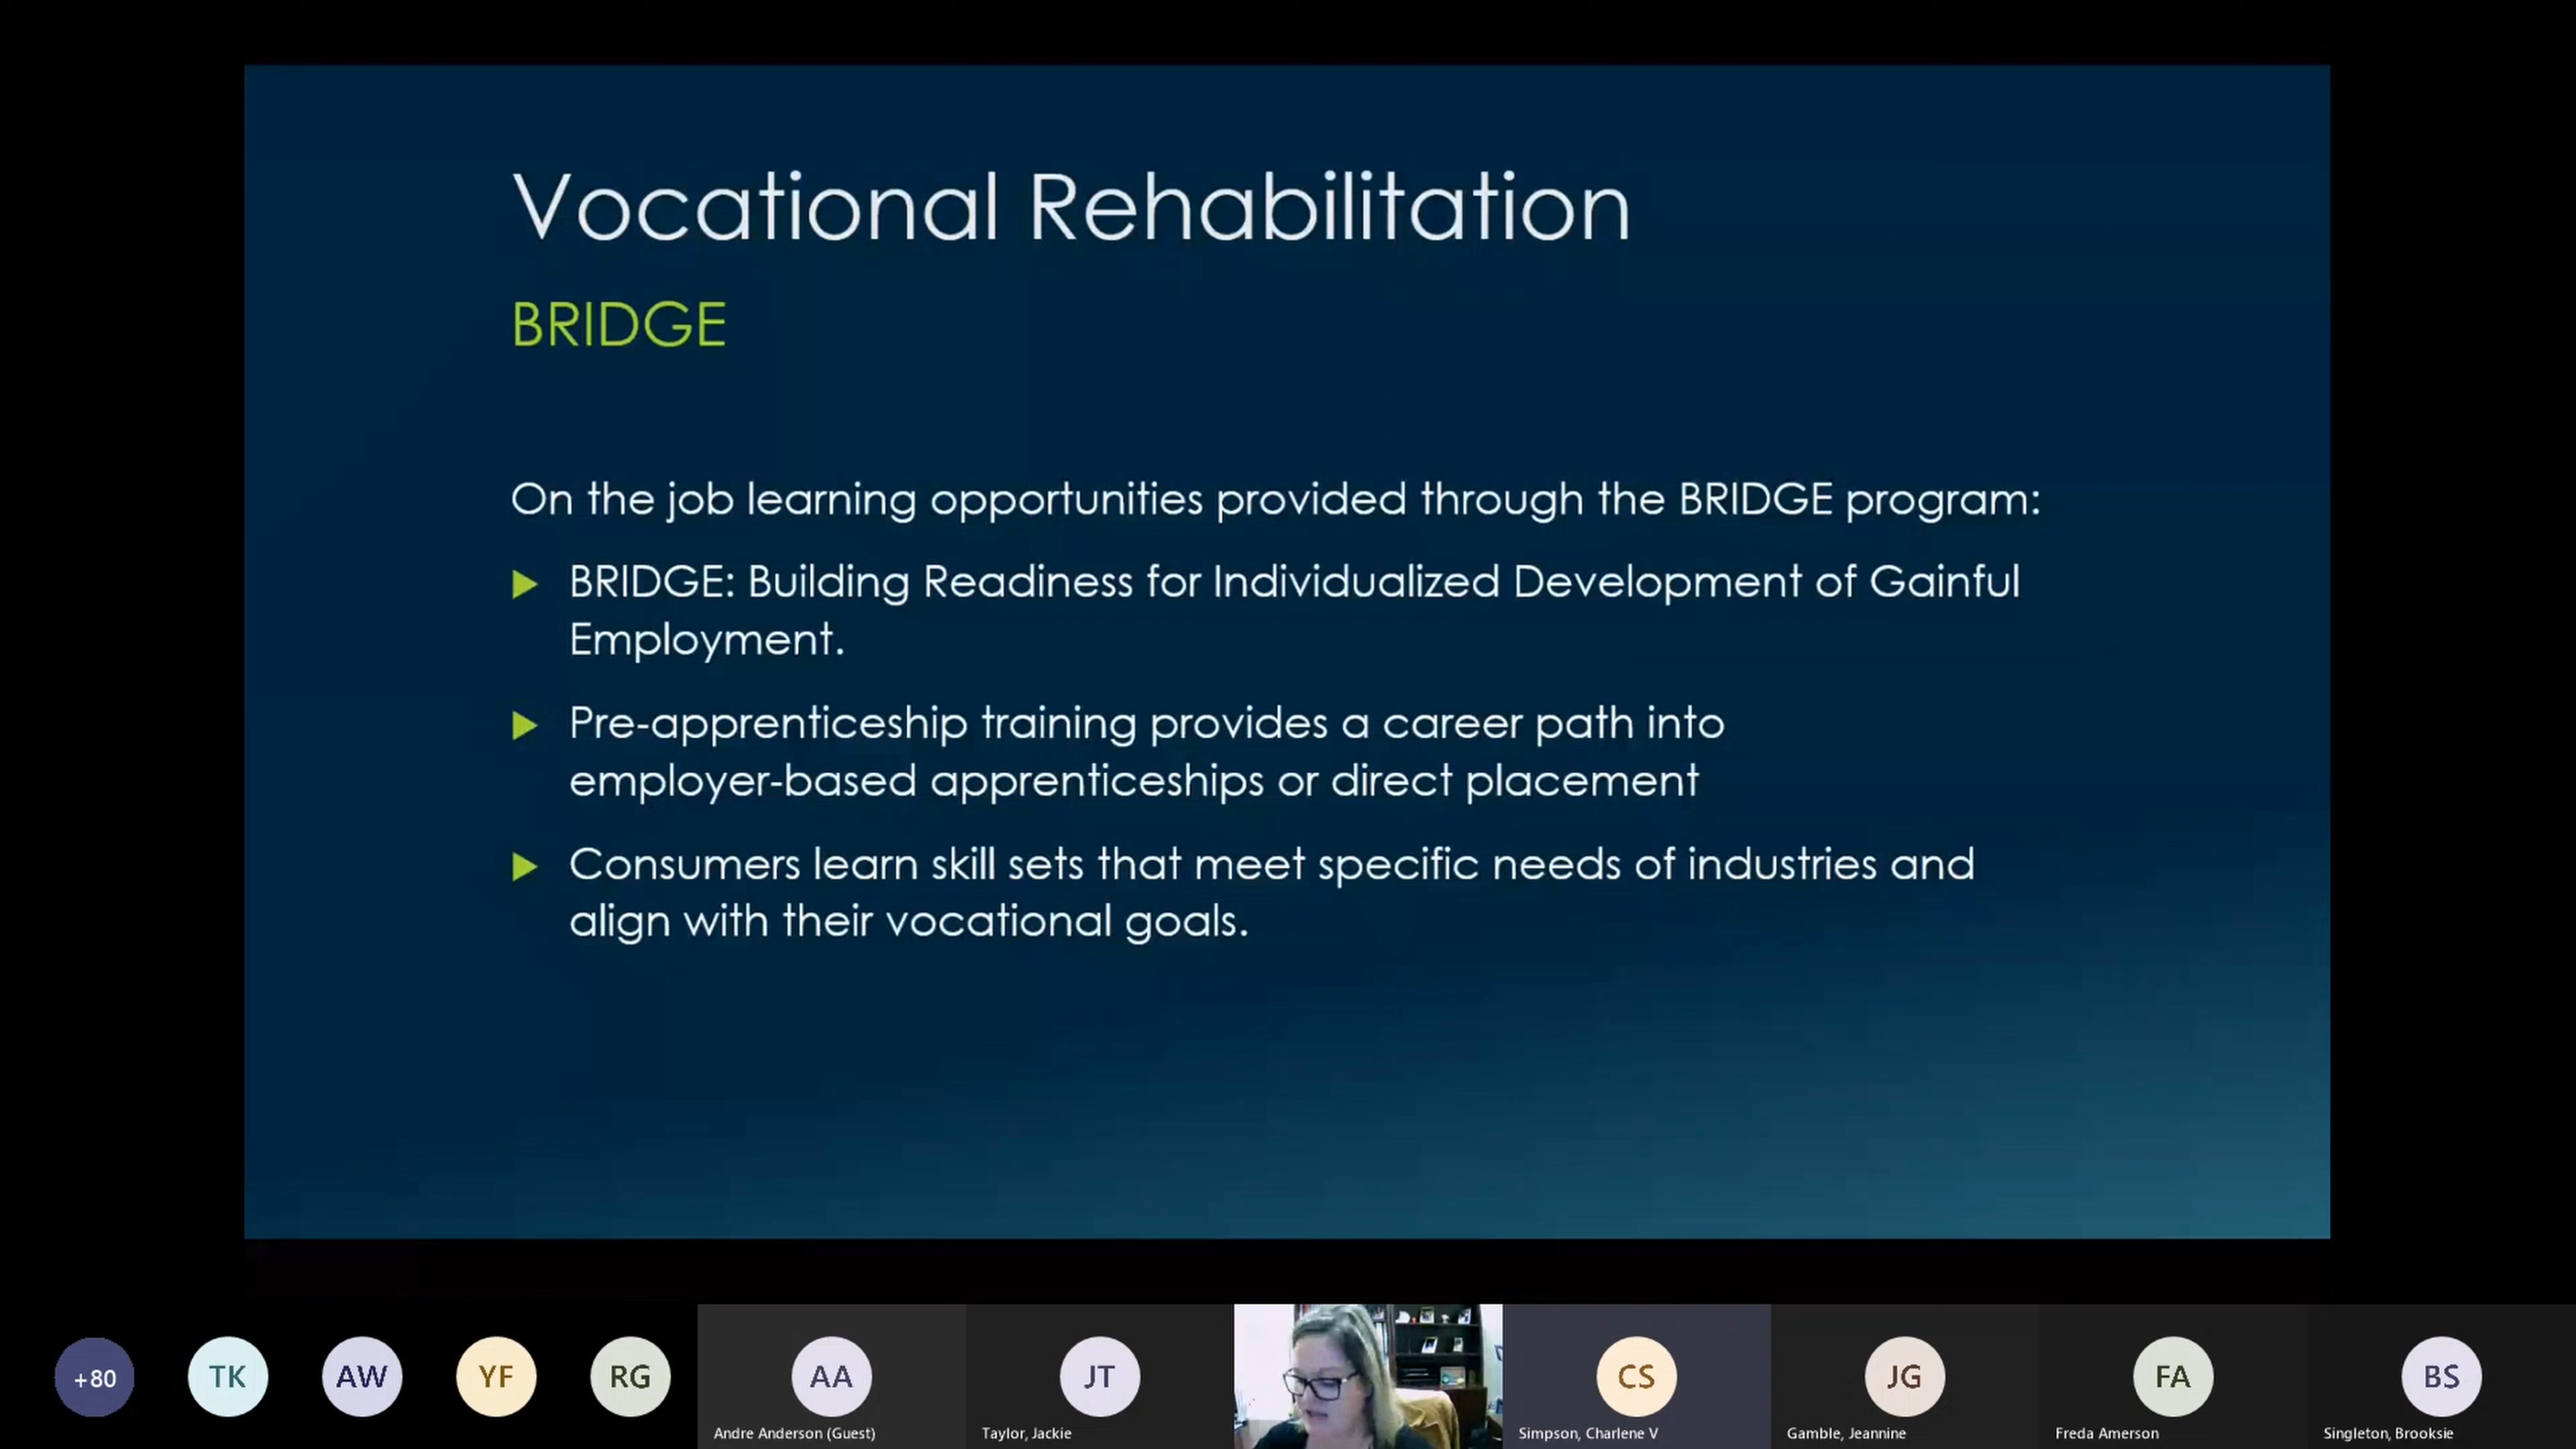 Vocational Rehabilitation
BRIDGE
On the job learning opportunities provided through the BRIDGE program:
BRIDGE: Building Readiness for Individualized Development of Gainful
Employment.
Pre-apprenticeship training provides a career path into
employer-based apprenticeships or direct placement
Consumers learn skill sets that meet specific needs of industries and
align with their vocational goals.
+80
TK
AW
YF
RG
AA
JT
CS
JG
FA
BS
Andre Anderson (Guest)
Taylor, Jackie
Simpson, Charlene V
Gamble, Jeannine
Freda Amerson
Singleton, Brooksie